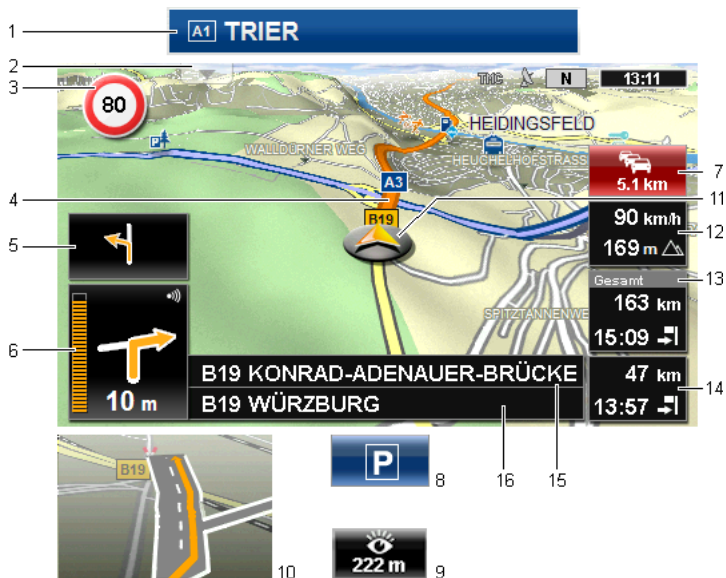 1
A1 TRIER
2
3
80
TMC N 13:11
HEIDINGSFELD
WALLDÜRNER WEG
HEUCHELHOFSTRASS
7
5.1 km
4
A3
11
B19
90 km/h
12
169 m
5
Gesamt
13
163 km
15:09
SPITZTANNENWE
6
10 m
B19 KONRAD-ADENAUER-BRÜCKE
47 km
14
B19 WÜRZBURG
13:57
P
B19
P
8
16
15
222 m
9
10